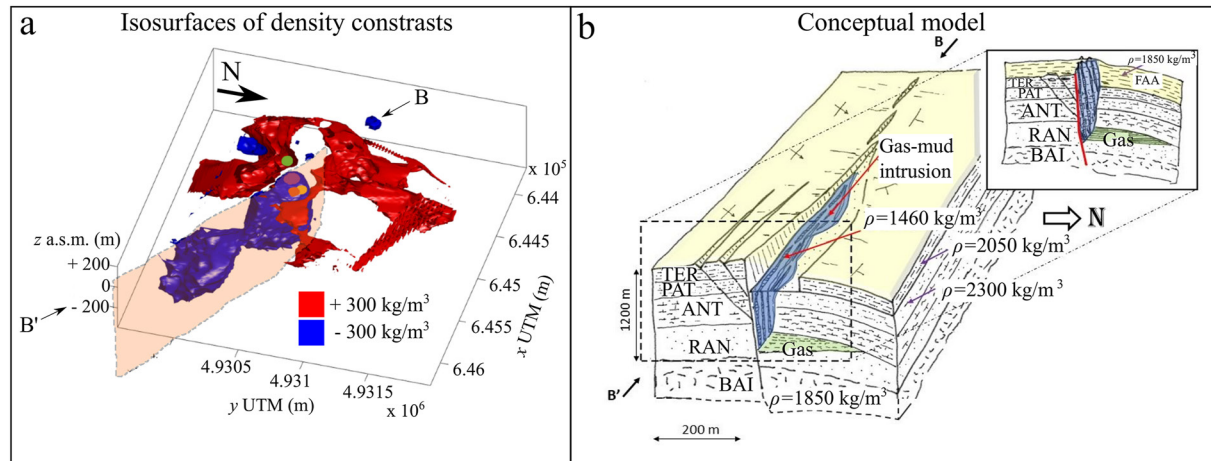 a
Isosurfaces of density constrasts
N
B
x 10⁵
6.44
6.445
6.45
6.455
6.46
x UTM (m)
z a.s.m. (m)
+ 200
0
- 200
B'
+ 300 kg/m³
- 300 kg/m³
4.9305
4.931
4.9315
x 10⁶
y UTM (m)
b
Conceptual model
B
ρ=1850 kg/m³
FAA
TER
PAT
ANT
RAN
BAI
Gas
Gas-mud
intrusion
N
ρ=1460 kg/m³
ρ=2050 kg/m³
ρ=2300 kg/m³
TER
PAT
ANT
RAN
BAI
Gas
1200 m
B'
ρ=1850 kg/m³
200 m